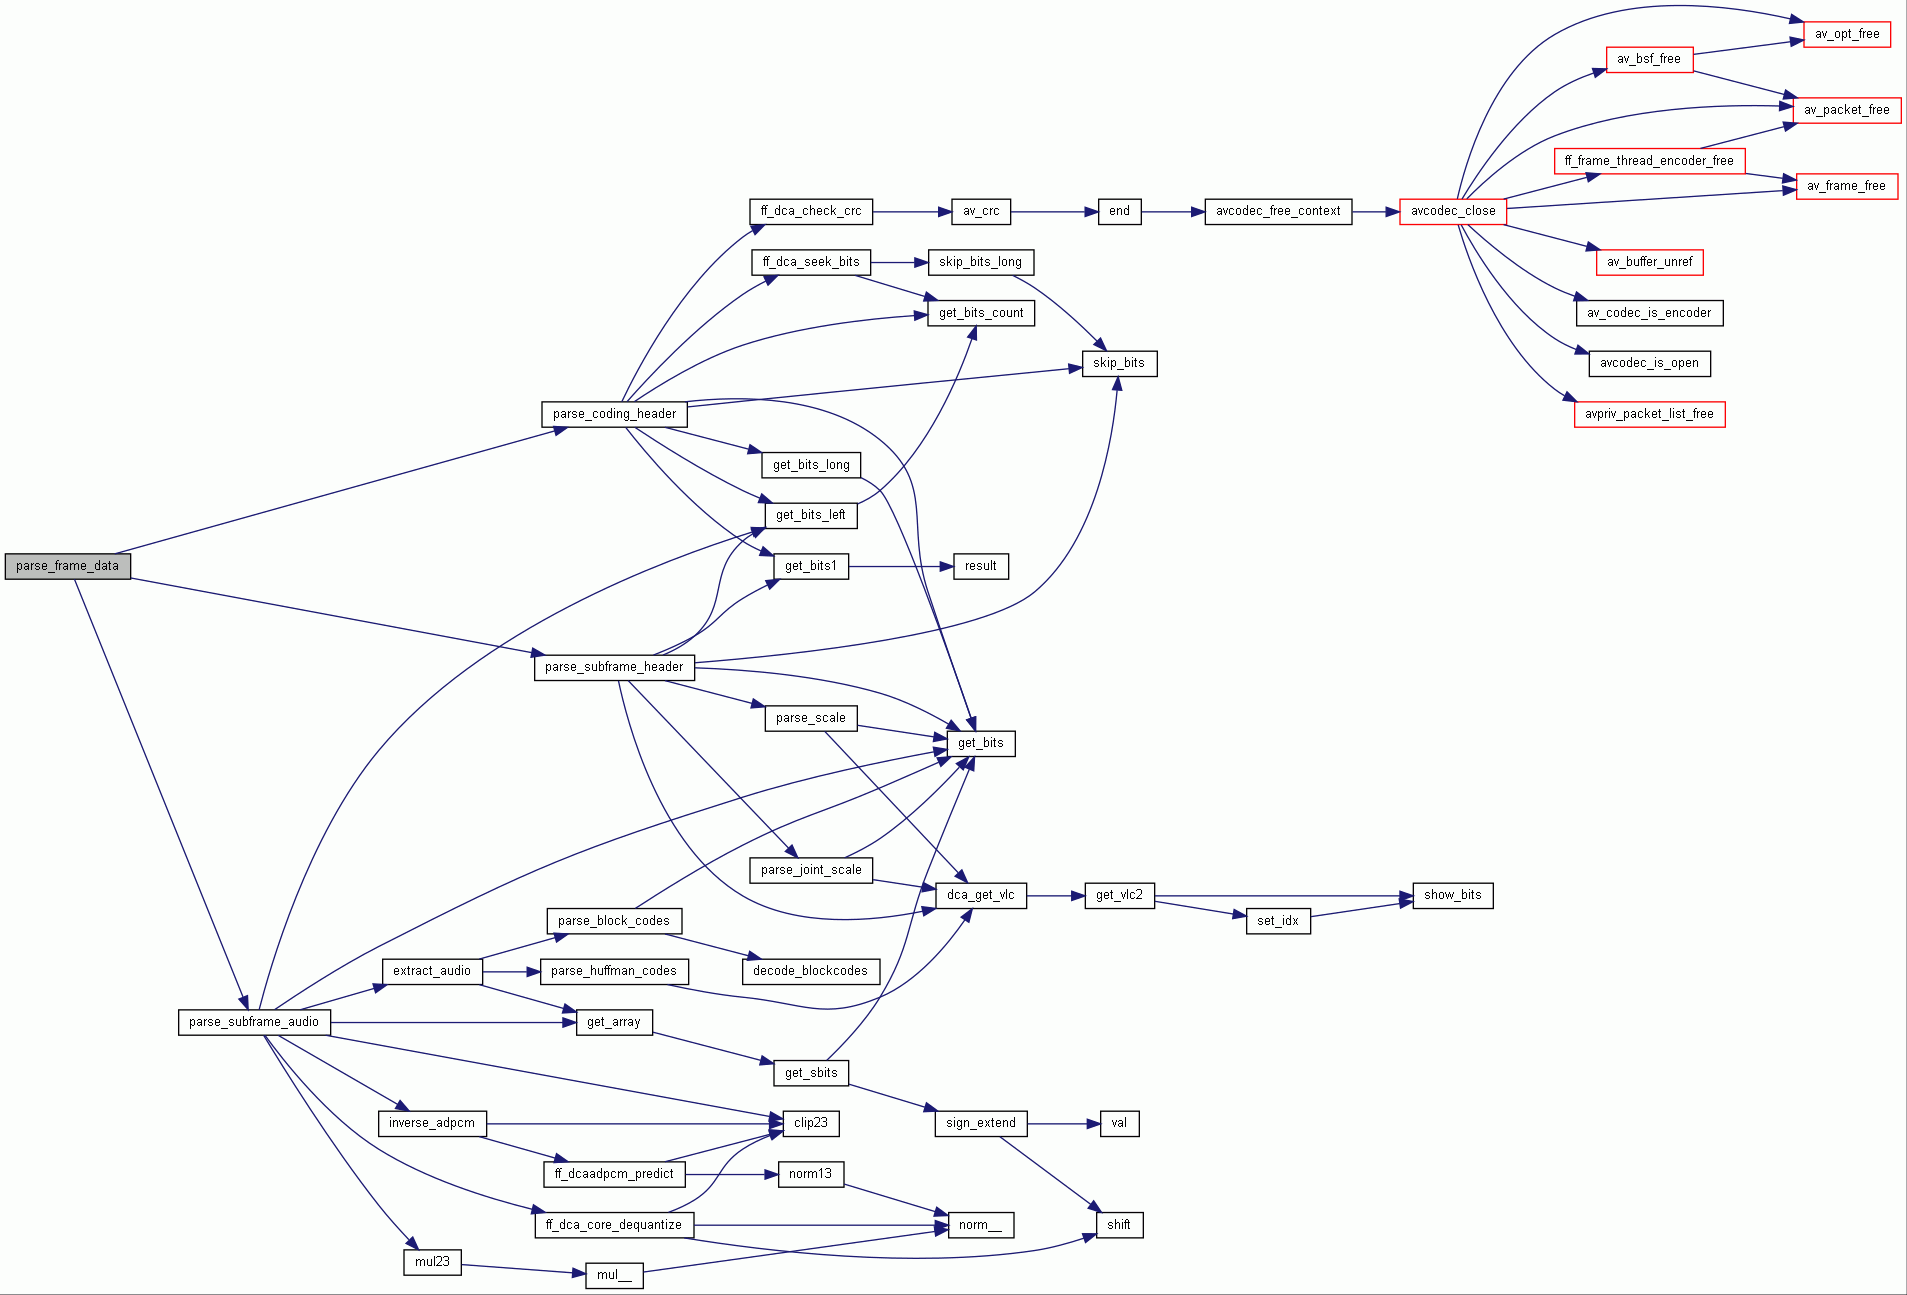 av_opt_free
av_bsf_free
av_packet_free
ff_frame_thread_encoder_free
av_frame_free
ff_dca_check_crc
av_crc
end
avcodec_free_context
avcodec_close
ff_dca_seek_bits
skip_bits_long
av_buffer_unref
get_bits_count
av_codec_is_encoder
skip_bits
avcodec_is_open
parse_coding_header
avpriv_packet_list_free
get_bits_long
get_bits_left
parse_frame_data
get_bits1
result
parse_subframe_header
parse_scale
get_bits
parse_joint_scale
dca_get_vlc
get_vlc2
show_bits
parse_block_codes
set_idx
extract_audio
parse_huffman_codes
decode_blockcodes
parse_subframe_audio
get_array
get_sbits
inverse_adpcm
clip23
sign_extend
val
ff_dcaadpcm_predict
norm13
ff_dca_core_dequantize
norm__
shift
mul23
mul__